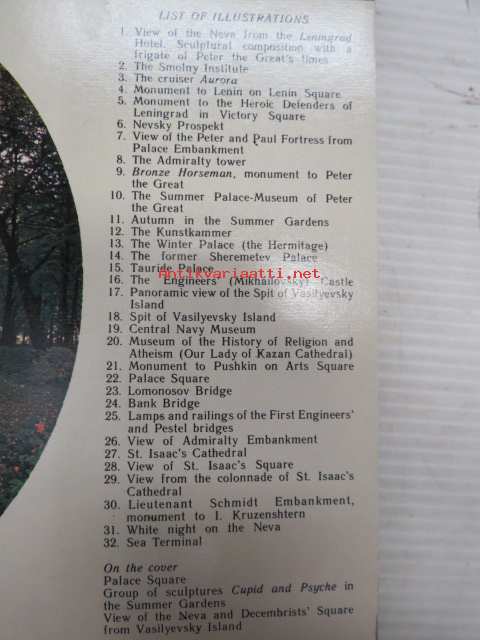 LIST OF ILLUSTRATIONS
1. View of the Neva from the Leningrad
Hotel. Sculptural composition with a
frigate of Peter the Great's times
2. The Smolny Institute
3. The cruiser Aurora
4. Monument to Lenin on Lenin Square
5. Monument to the Heroic Defenders of
Leningrad in Victory Square
6. Nevsky Prospekt
7. View of the Peter and Paul Fortress from
Palace Embankment
8. The Admiralty tower
9. Bronze Horseman, monument to Peter
the Great
10. The Summer Palace-Museum of Peter
the Great
11. Autumn in the Summer Gardens
12. The Kunstkammer
13. The Winter Palace (the Hermitage)
14. The former Sheremetev Palace
15. Tauride Palace
antikvariaatti.net
16. The Engineers' (Mikhailovsky) Castle
17. Panoramic view of the Spit of Vasilyevsky
Island
18. Spit of Vasilyevsky Island
19. Central Navy Museum
20. Museum of the History of Religion and
Atheism (Our Lady of Kazan Cathedral)
21. Monument to Pushkin on Arts Square
22. Palace Square
23. Lomonosov Bridge
24. Bank Bridge
25. Lamps and railings of the First Engineers'
and Pestel bridges
26. View of Admiralty Embankment
27. St. Isaac's Cathedral
28. View of St. Isaac's Square
29. View from the colonnade of St. Isaac's
Cathedral
30. Lieutenant Schmidt Embankment,
monument to I. Kruzenshtern
31. White night on the Neva
32. Sea Terminal
On the cover
Palace Square
Group of sculptures Cupid and Psyche in
the Summer Gardens
View of the Neva and Decembrists' Square
from Vasilyevsky Island